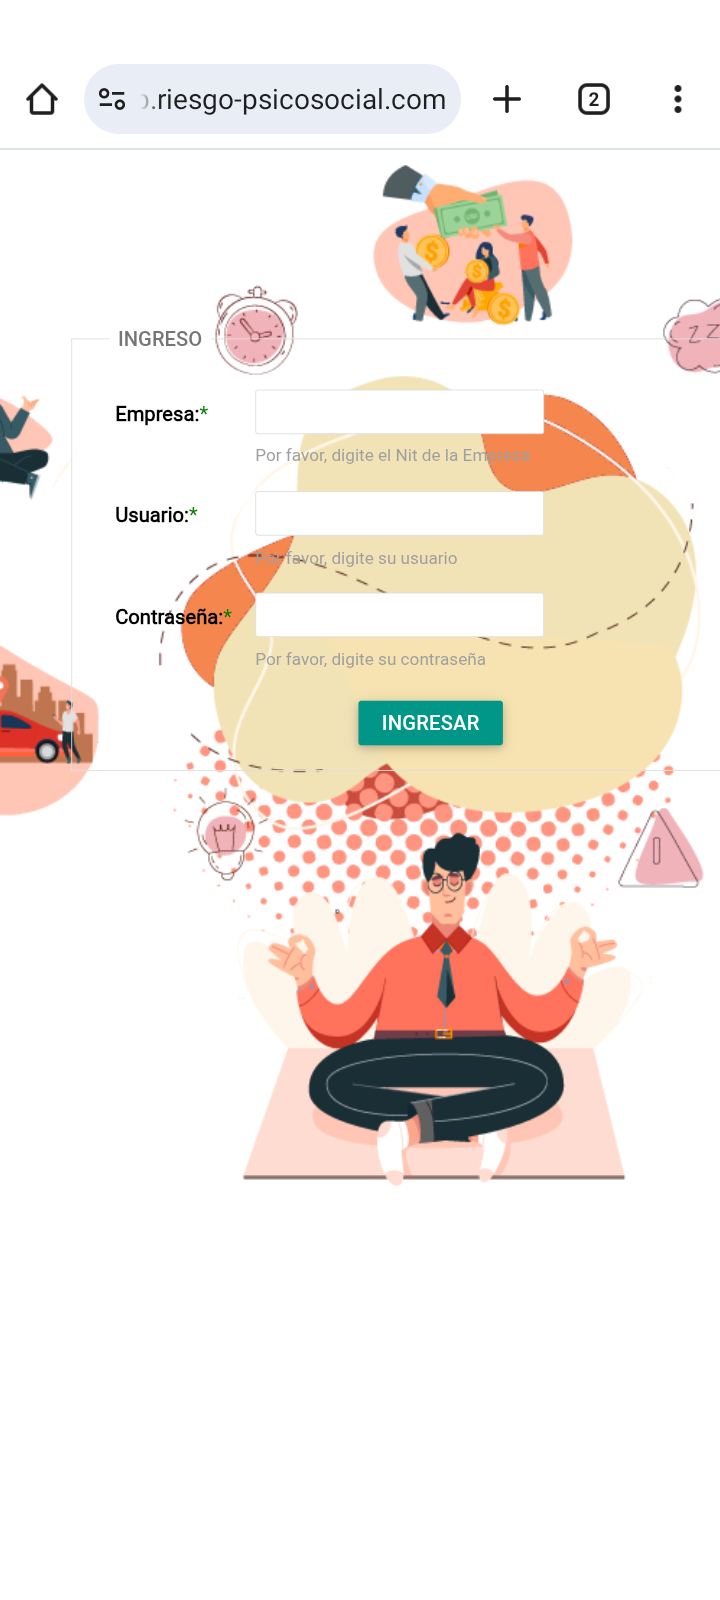 .riesgo-psicosocial.com
2
INGRESO
Empresa:*
Por favor, digite el Nit de la Empresa
Usuario:*
Por favor, digite su usuario
Contraseña:*
Por favor, digite su contraseña
INGRESAR